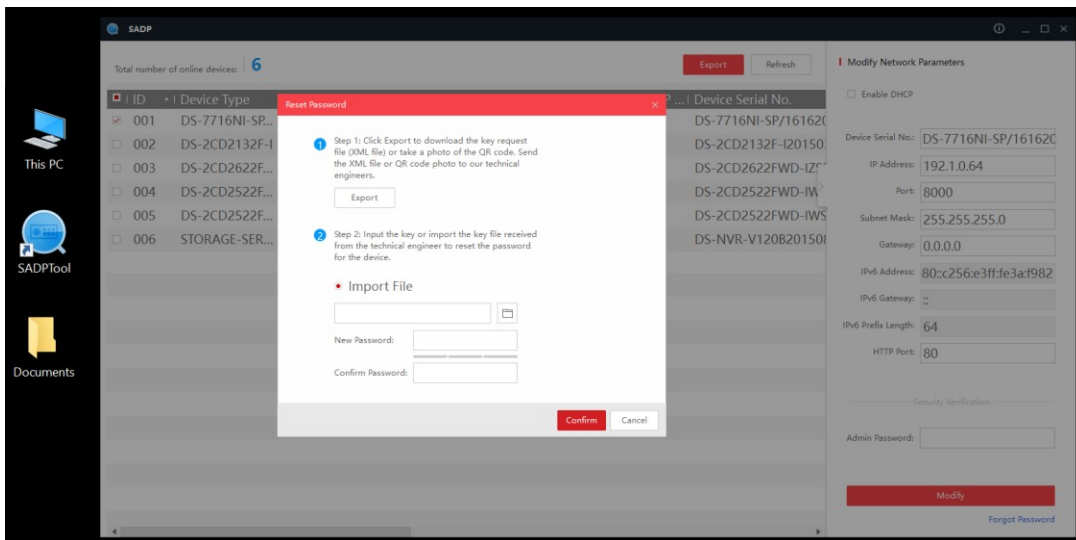 SADP
Total number of online devices: 6
Export
Refresh
ID
Device Type
Device Serial No.
001 DS-7716NI-SP... DS-7716NI-SP/161620
002 DS-2CD2132F-I DS-2CD2132F-I20150
003 DS-2CD2622F... DS-2CD2622FWD-IZ
004 DS-2CD2522F... DS-2CD2522FWD-IW
005 DS-2CD2522F... DS-2CD2522FWD-IWS
006 STORAGE-SER... DS-NVR-V120B201508
Reset Password
Step 1: Click Export to download the key request
file (XML file) or take a photo of the QR code. Send
the XML file or QR code photo to our technical
engineers.
Export
Step 2: Input the key or import the key file received
from the technical engineer to reset the password
for the device.
Import File
New Password:
Confirm Password:
Confirm
Cancel
Modify Network Parameters
Enable DHCP
Device Serial No.: DS-7716NI-SP/161620
IP Address: 192.1.0.64
Port: 8000
Subnet Mask: 255.255.255.0
Gateway: 0.0.0.0
IPv6 Address: 80::c256:e3ff:fe3a:f982
IPv6 Gateway: ::
IPv6 Prefix Length: 64
HTTP Port: 80
Security Verification
Admin Password:
Modify
Forgot Password
This PC
SADPTool
Documents